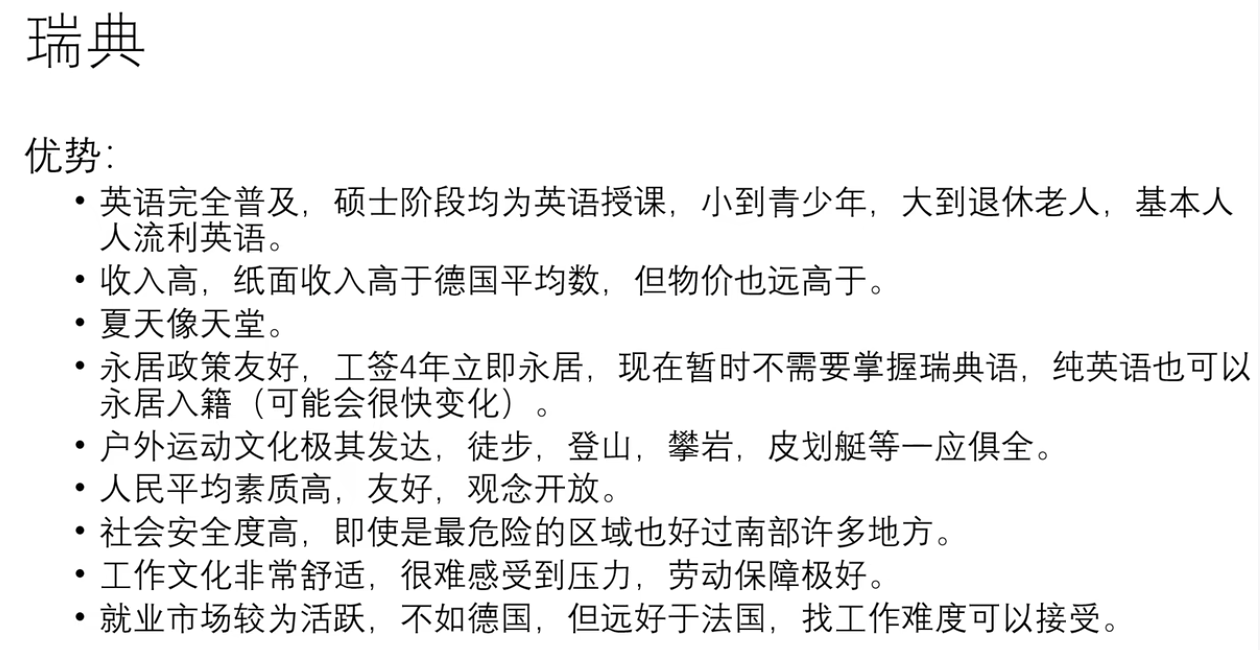 瑞典
优势：
• 英语完全普及，硕士阶段均为英语授课，小到青少年，大到退休老人，基本人
人流利英语。
• 收入高，纸面收入高于德国平均数，但物价也远高于。
• 夏天像天堂。
• 永居政策友好，工签4年立即永居，现在暂时不需要掌握瑞典语，纯英语也可以
永居入籍（可能会很快变化）。
• 户外运动文化极其发达，徒步，登山，攀岩，皮划艇等一应俱全。
• 人民平均素质高，友好，观念开放。
• 社会安全度高，即使是最危险的区域也好过南部许多地方。
• 工作文化非常舒适，很难感受到压力，劳动保障极好。
• 就业市场较为活跃，不如德国，但远好于法国，找工作难度可以接受。